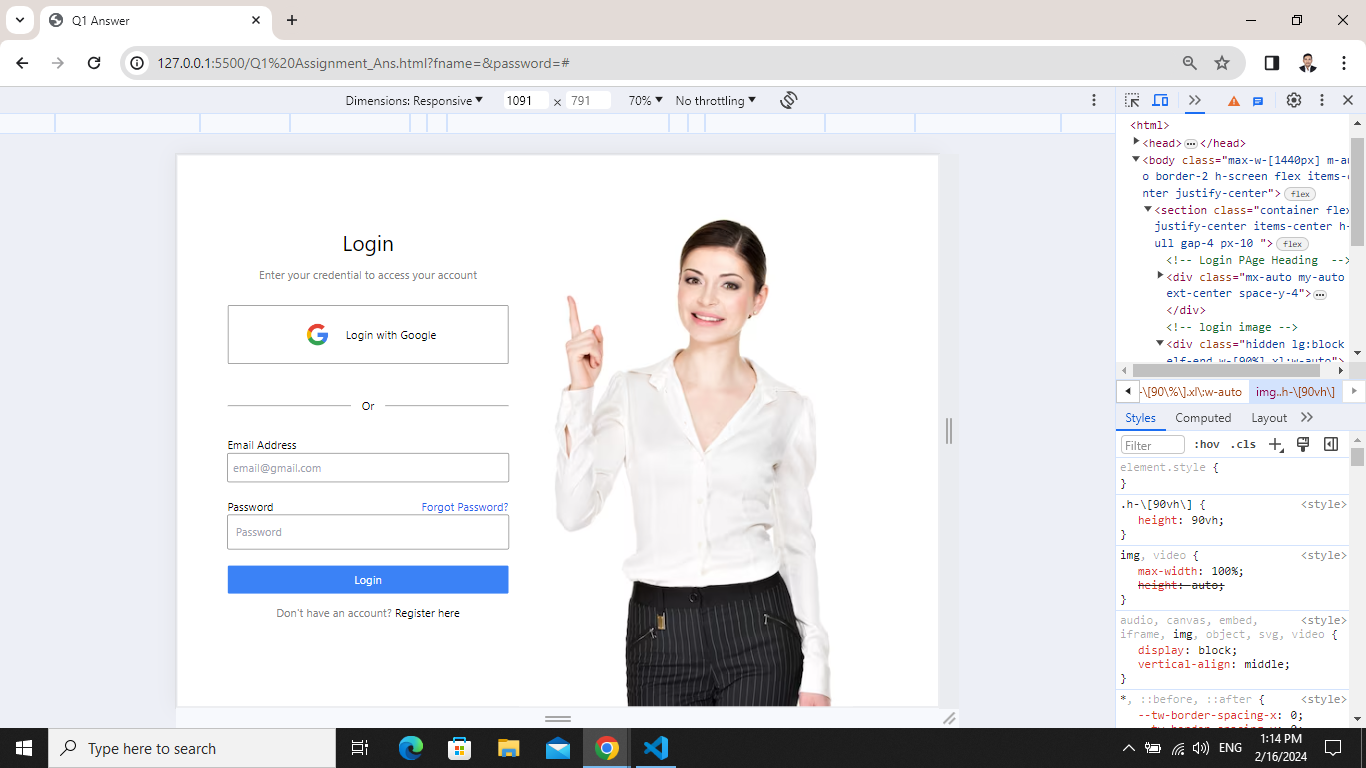 Q1 Answer
127.0.0.1:5500/Q1%20Assignment_Ans.html?fname=&password=#
Dimensions: Responsive 1091 × 791 70% No throttling
Login
Enter your credential to access your account
Login with Google
Or
Email Address
email@gmail.com
Password Forgot Password?
Password
Login
Don't have an account? Register here
<html>
<head> ••• </head>
<body class="max-w-[1440px] m-au
o border-2 h-screen flex items-c
nter justify-center"> flex
<section class="container flex
justify-center items-center h-
ull gap-4 px-10 "> flex
<!-- Login PAge Heading -->
<div class="mx-auto my-auto
ext-center space-y-4"> •••
</div>
<!-- login image -->
<div class="hidden lg:block
elf-end w-[90%] xl:w-auto">
-\[90\%\].xl\:w-auto img..h-\[90vh\]
Styles Computed Layout
Filter :hov .cls
element.style {
}
.h-\[90vh\] { <style>
height: 90vh;
}
img, video { <style>
max-width: 100%;
height: auto;
}
audio, canvas, embed, <style>
iframe, img, object, svg, video {
display: block;
vertical-align: middle;
}
*, ::before, ::after { <style>
--tw-border-spacing-x: 0;
--tw-border-spacing-y: 0;
Type here to search
ENG
1:14 PM
2/16/2024